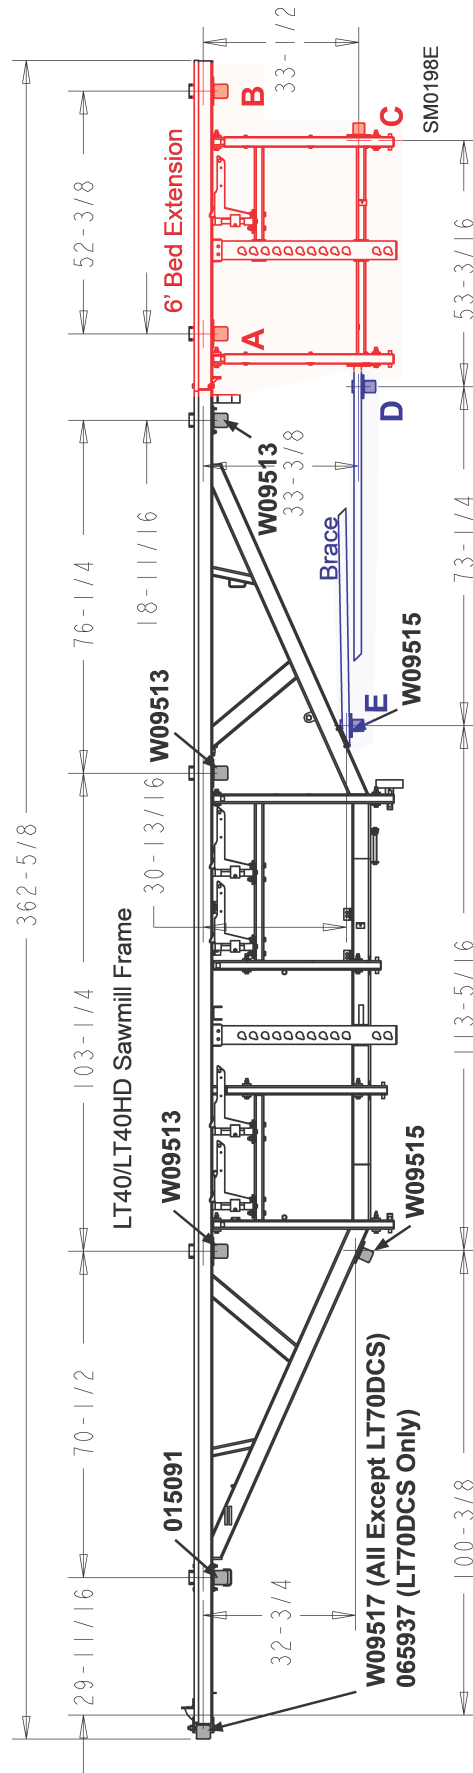 362-5/8
29-11/16
70-1/2
103-1/4
76-1/4
52-3/8
18-11/16
LT40/LT40HD Sawmill Frame
6' Bed Extension
015091
W09513
W09513
W09513
30-13/16
33-3/8
33-1/2
32-3/4
A
B
C
D
E
Brace
W09515
W09515
W09517 (All Except LT70DCS)
065937 (LT70DCS Only)
100-3/8
113-5/16
73-1/4
53-3/16
SM0198E